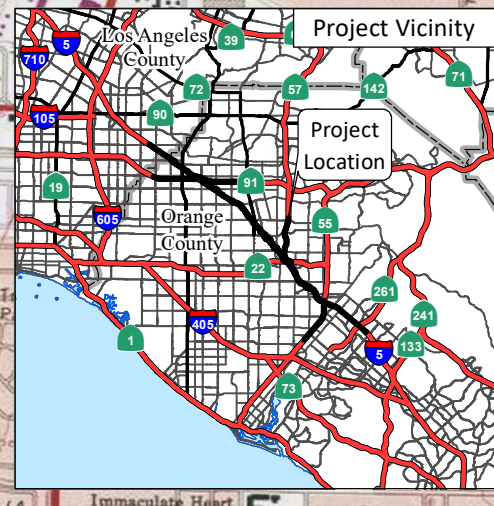 Project Vicinity
Los Angeles
County
5
39
710
72
57
142
71
105
90
Project
Location
19
91
605
Orange
County
55
22
261
405
241
1
5
133
73
Immaculate Heart